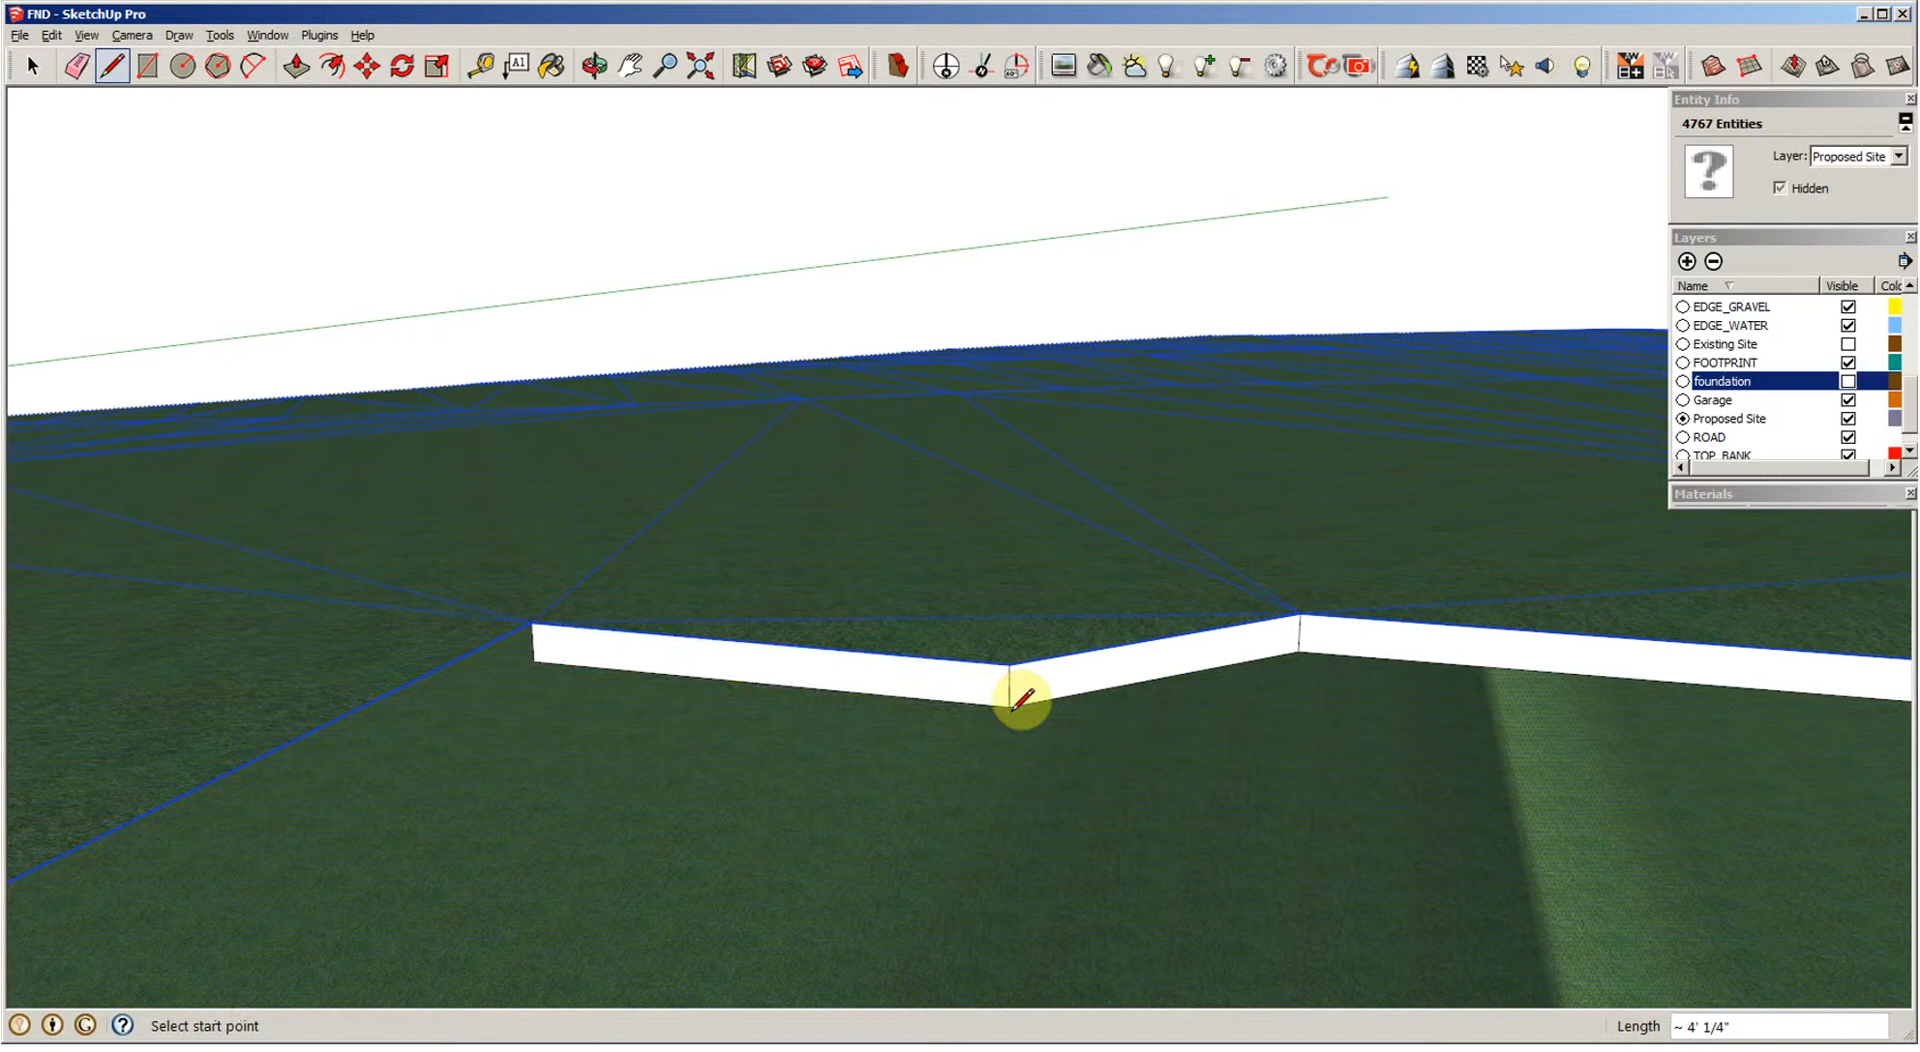 FND - SketchUp Pro
File Edit View Camera Draw Tools Window Plugins Help
A1
Entity Info
4767 Entities
Layer: Proposed Site
Hidden
Layers
Name Visible Colc
EDGE_GRAVEL
EDGE_WATER
Existing Site
FOOTPRINT
foundation
Garage
Proposed Site
ROAD
TOP_BANK
Materials
Select start point
Length ~ 4' 1/4"